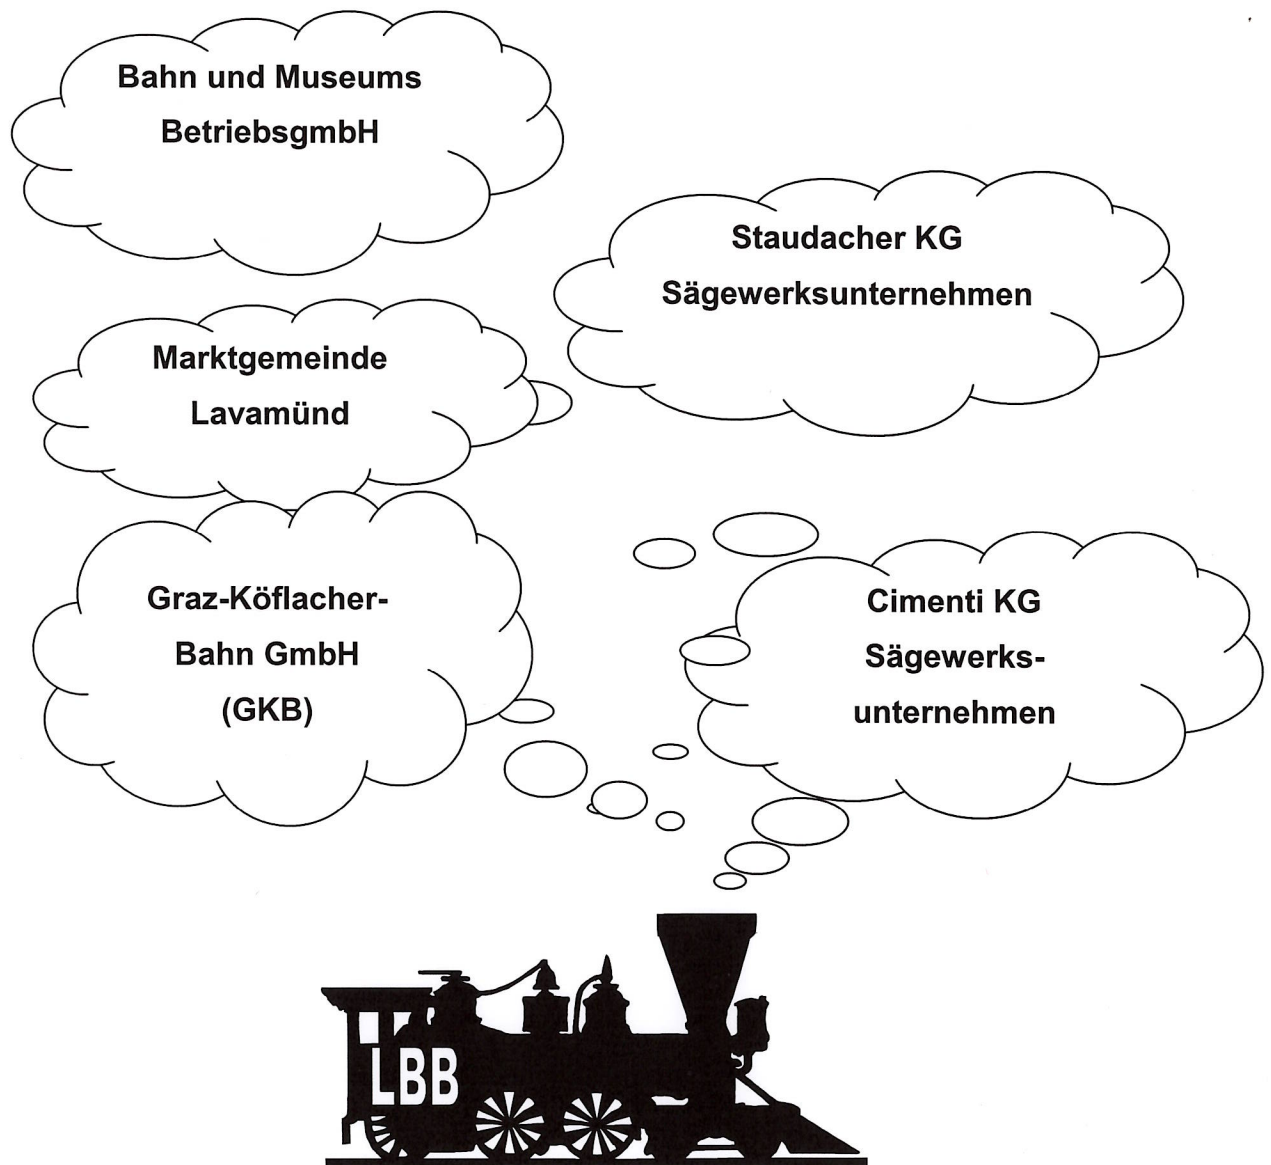 Bahn und Museums
BetriebsgmbH
Staudacher KG
Sägewerksunternehmen
Marktgemeinde
Lavamünd
Graz-Köflacher-
Bahn GmbH
(GKB)
Cimenti KG
Sägewerks-
unternehmen
LBB